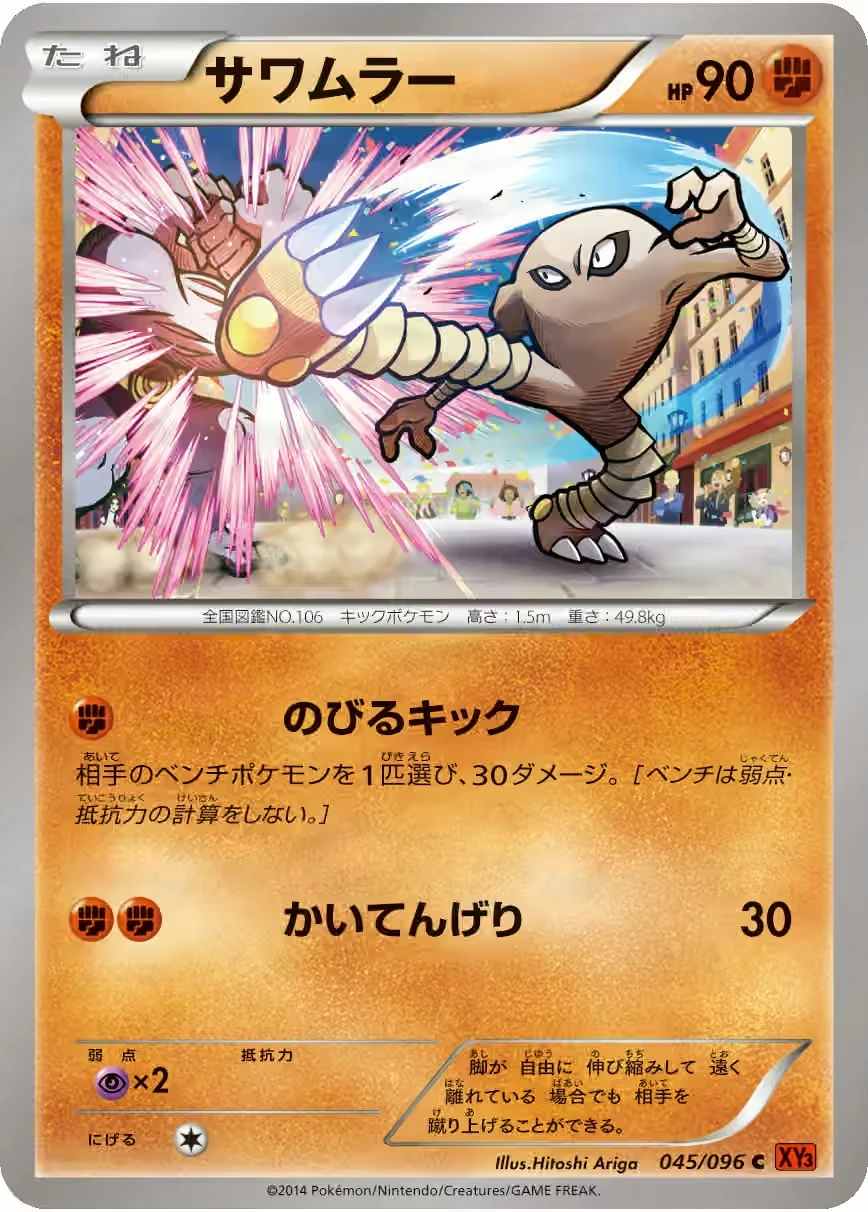 たね サワムラー HP90
全国図鑑NO.106 キックポケモン 高さ:1.5m 重さ:49.8kg
のびるキック
相手のベンチポケモンを1匹選び、30ダメージ。[ベンチは弱点・
抵抗力の計算をしない。]
かいてんげり 30
弱点 抵抗力
×2
にげる
脚が 自由に 伸び縮みして 遠く
離れている 場合でも 相手を
蹴り上げることができる。
Illus.Hitoshi Ariga 045/096 C XY3
©2014 Pokémon/Nintendo/Creatures/GAME FREAK.